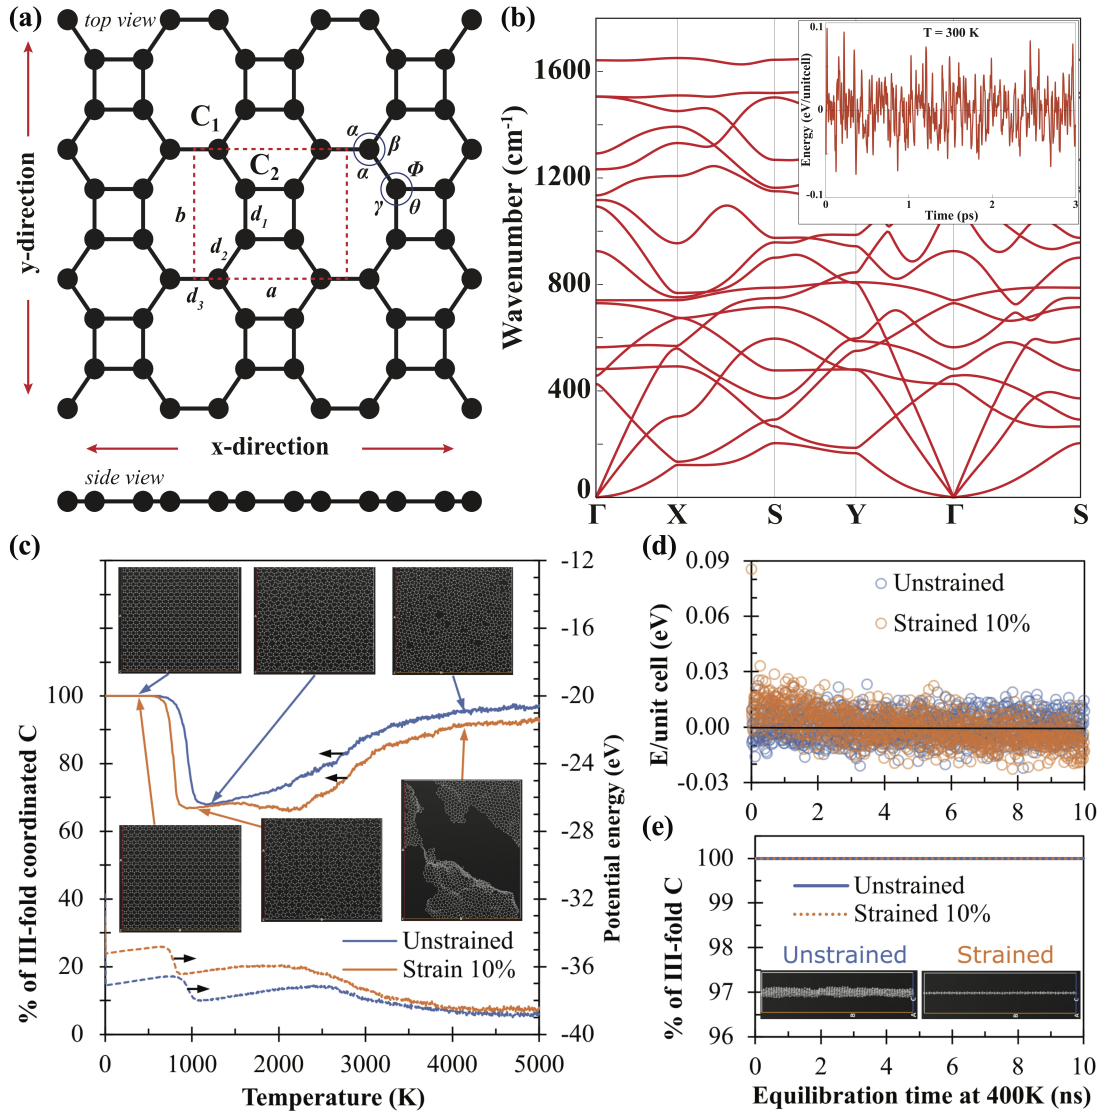 (a)
top view
C1
α
β
α
C2
Φ
γ
θ
b
d1
d2
d3
a
y-direction
x-direction
side view
(b)
Wavenumber (cm-1)
1600
1200
800
400
0
Γ X S Y Γ S
T = 300 K
Energy (eV/unitcell)
0.1
0
-0.1
0 1 2 3
Time (ps)
(c)
% of III-fold coordinated C
100
80
60
40
20
0
-12
-16
-20
-24
-28
-32
-36
-40
Potential energy (eV)
Unstrained
Strain 10%
0 1000 2000 3000 4000 5000
Temperature (K)
(d)
E/unit cell (eV)
0.09
0.06
0.03
0.00
-0.03
Unstrained
Strained 10%
0 2 4 6 8 10
(e)
% of III-fold C
100
99
98
97
96
Unstrained
Strained 10%
Unstrained Strained
0 2 4 6 8 10
Equilibration time at 400K (ns)